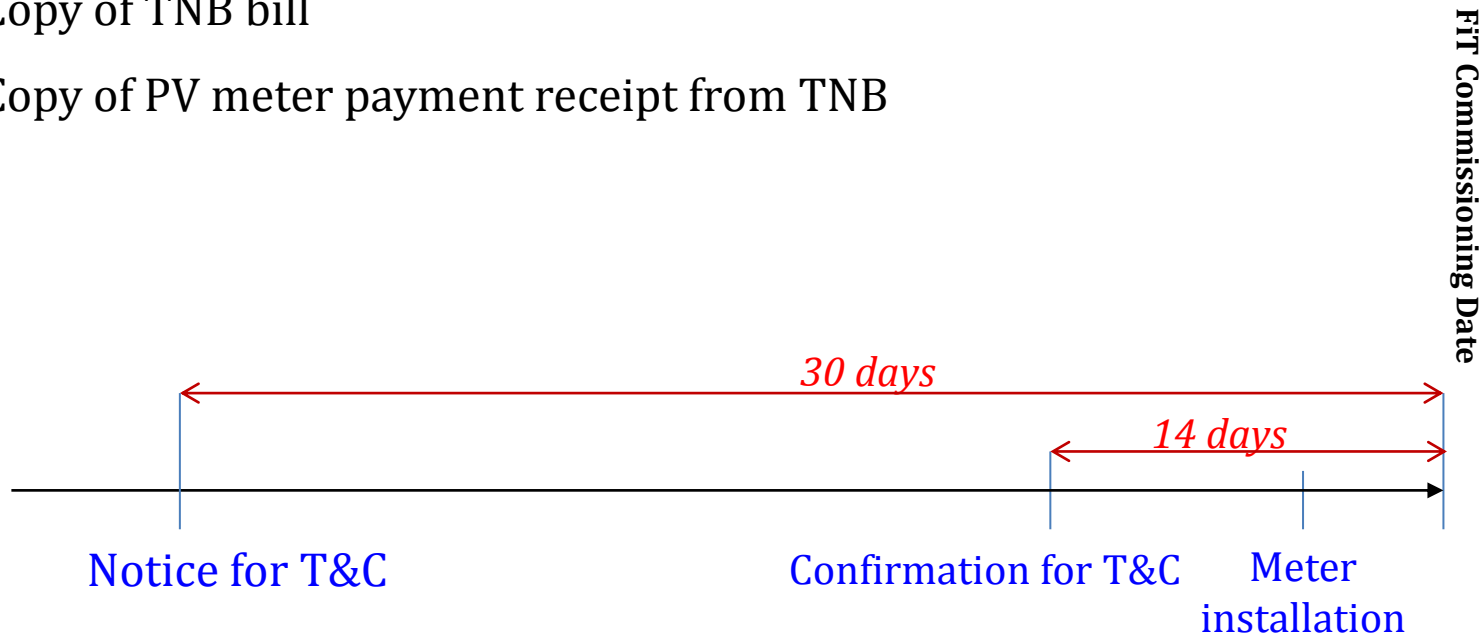 Copy of TNB bill
Copy of PV meter payment receipt from TNB
FiT Commissioning Date
30 days
14 days
Notice for T&C
Confirmation for T&C
Meter
installation